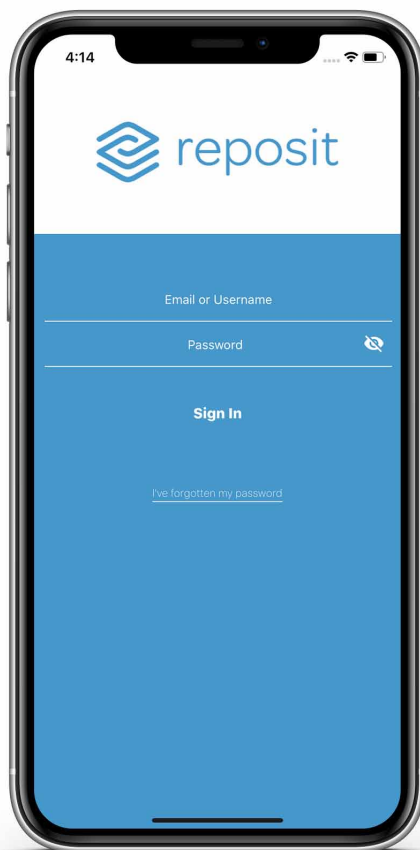 4:14
reposit
Email or Username
Password
Sign In
I've forgotten my password